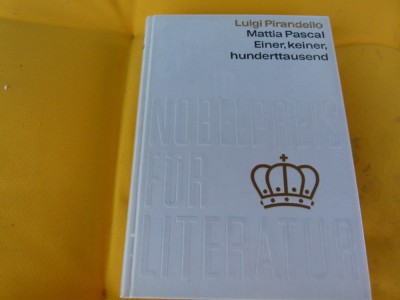 Luigi Pirandello
Mattia Pascal
Einer, keiner,
hunderttausend
NOBELPREIS
FÜR
LITERATUR